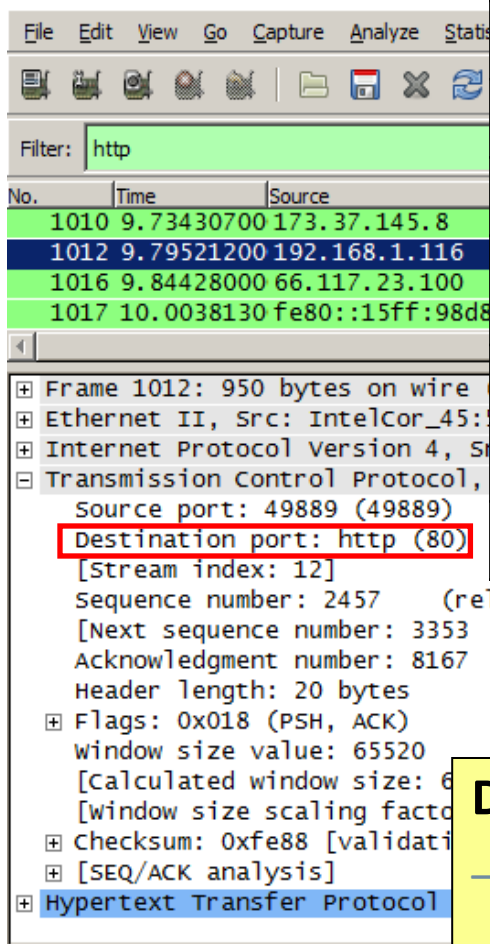 File Edit View Go Capture Analyze Statis
Filter: http
No. Time Source
1010 9.73430700 173.37.145.8
1012 9.79521200 192.168.1.116
1016 9.84428000 66.117.23.100
1017 10.0038130 fe80::15ff:98d8
Frame 1012: 950 bytes on wire (
Ethernet II, Src: IntelCor_45:5
Internet Protocol Version 4, Sr
Transmission Control Protocol,
Source port: 49889 (49889)
Destination port: http (80)
[Stream index: 12]
Sequence number: 2457 (rel
[Next sequence number: 3353
Acknowledgment number: 8167
Header length: 20 bytes
Flags: 0x018 (PSH, ACK)
Window size value: 65520
[Calculated window size: 6
[Window size scaling facto
Checksum: 0xfe88 [validati
[SEQ/ACK analysis]
Hypertext Transfer Protocol